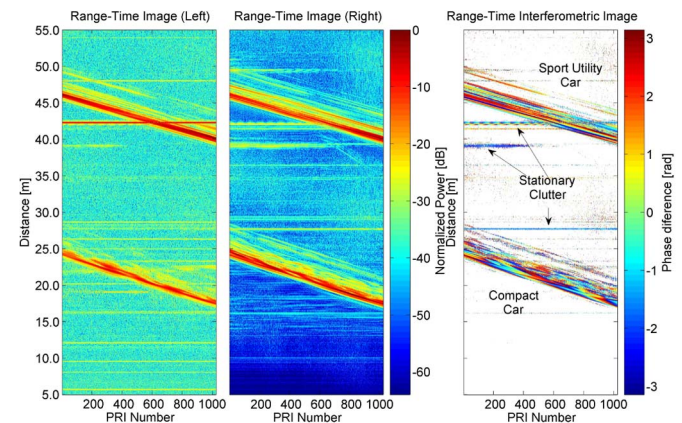 Range-Time Image (Left)
Range-Time Image (Right)
Range-Time Interferometric Image
55.0
50.0
45.0
40.0
35.0
30.0
25.0
20.0
15.0
10.0
5.0
Distance [m]
200 400 600 800 1000
PRI Number
200 400 600 800 1000
PRI Number
0
-10
-20
-30
-40
-50
-60
Normalized Power [dB]
Distance [m]
Sport Utility
Car
Stationary
Clutter
Compact
Car
200 400 600 800 1000
PRI Number
3
2
1
0
-1
-2
-3
Phase diference [rad]